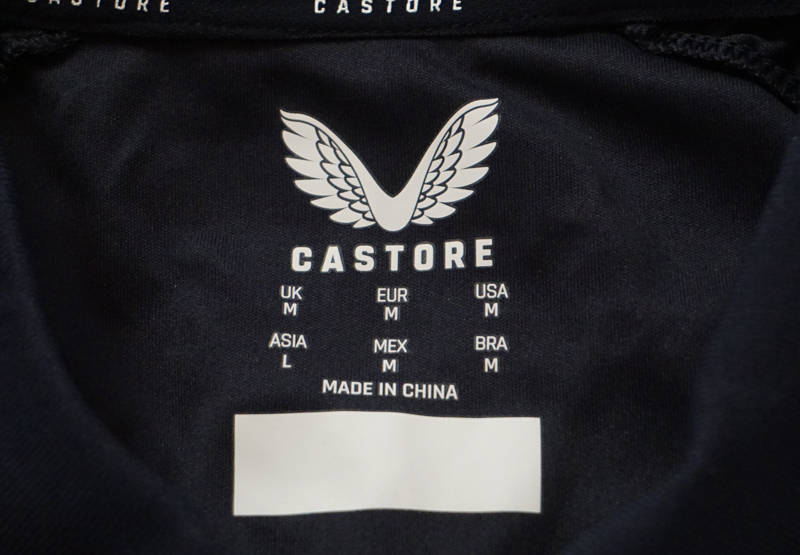 CASTORE CASTORE
CASTORE
UK EUR USA
M M M
ASIA MEX BRA
L M M
MADE IN CHINA